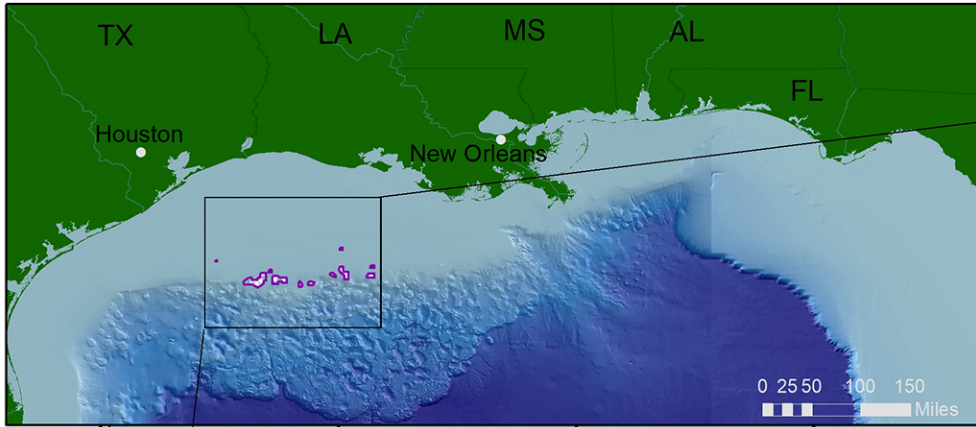 TX
LA
MS
AL
FL
Houston
New Orleans
0 25 50 100 150
Miles